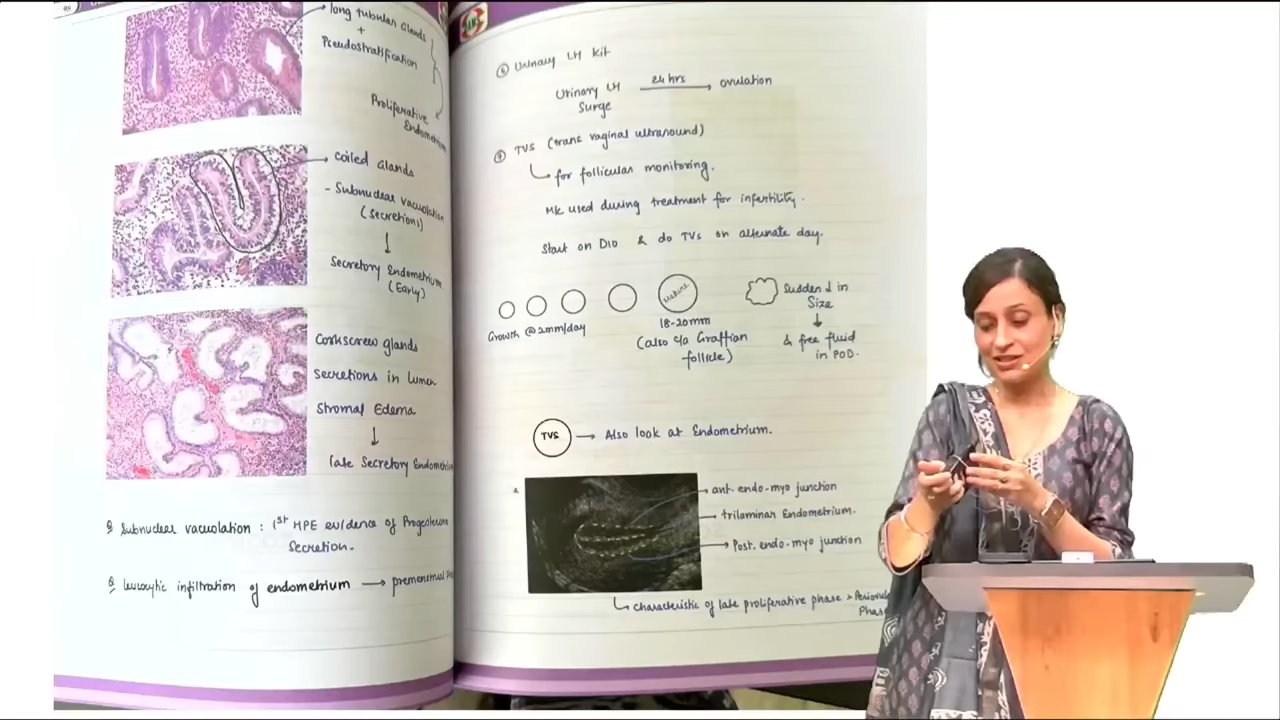 long tubular glands
+
Pseudostratification
Proliferative
Endometrium
coiled glands
- Subnuclear vacuolation
(secretions)
Secretory Endometrium
(Early)
Corkscrew glands
secretions in lumen
Stromal Edema
late Secretory Endometrium
Subnuclear vacuolation : 1st HPE evidence of Progesterone
Secretion.
leucocytic infiltration of endometrium → premenstrual
⑥ Urinary LH kit
Urinary LH 24 hrs → ovulation
Surge
TVS (trans vaginal ultrasound)
for follicular monitoring.
Mc used during treatment for infertility.
Start on D10 & do TVS on alternate day.
Growth @ 2mm/day
Mature
18-20mm
(also c/a Graffian
follicle)
Sudden ↓ in
Size
↓
& free fluid
in POD.
TVS → Also look at Endometrium.
ant. endo-myo junction
trilaminar Endometrium.
Post. endo-myo junction
characteristic of late proliferative phase >
Phase